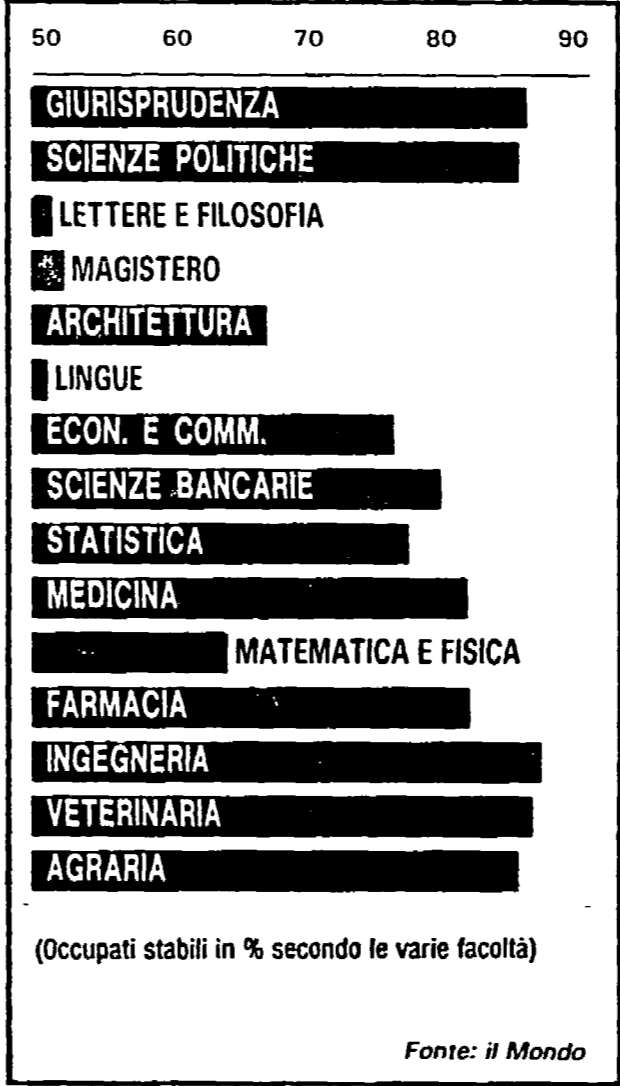 50 60 70 80 90
GIURISPRUDENZA
SCIENZE POLITICHE
LETTERE E FILOSOFIA
MAGISTERO
ARCHITETTURA
LINGUE
ECON. E COMM.
SCIENZE BANCARIE
STATISTICA
MEDICINA
MATEMATICA E FISICA
FARMACIA
INGEGNERIA
VETERINARIA
AGRARIA
(Occupati stabili in % secondo le varie facoltà)
Fonte: il Mondo